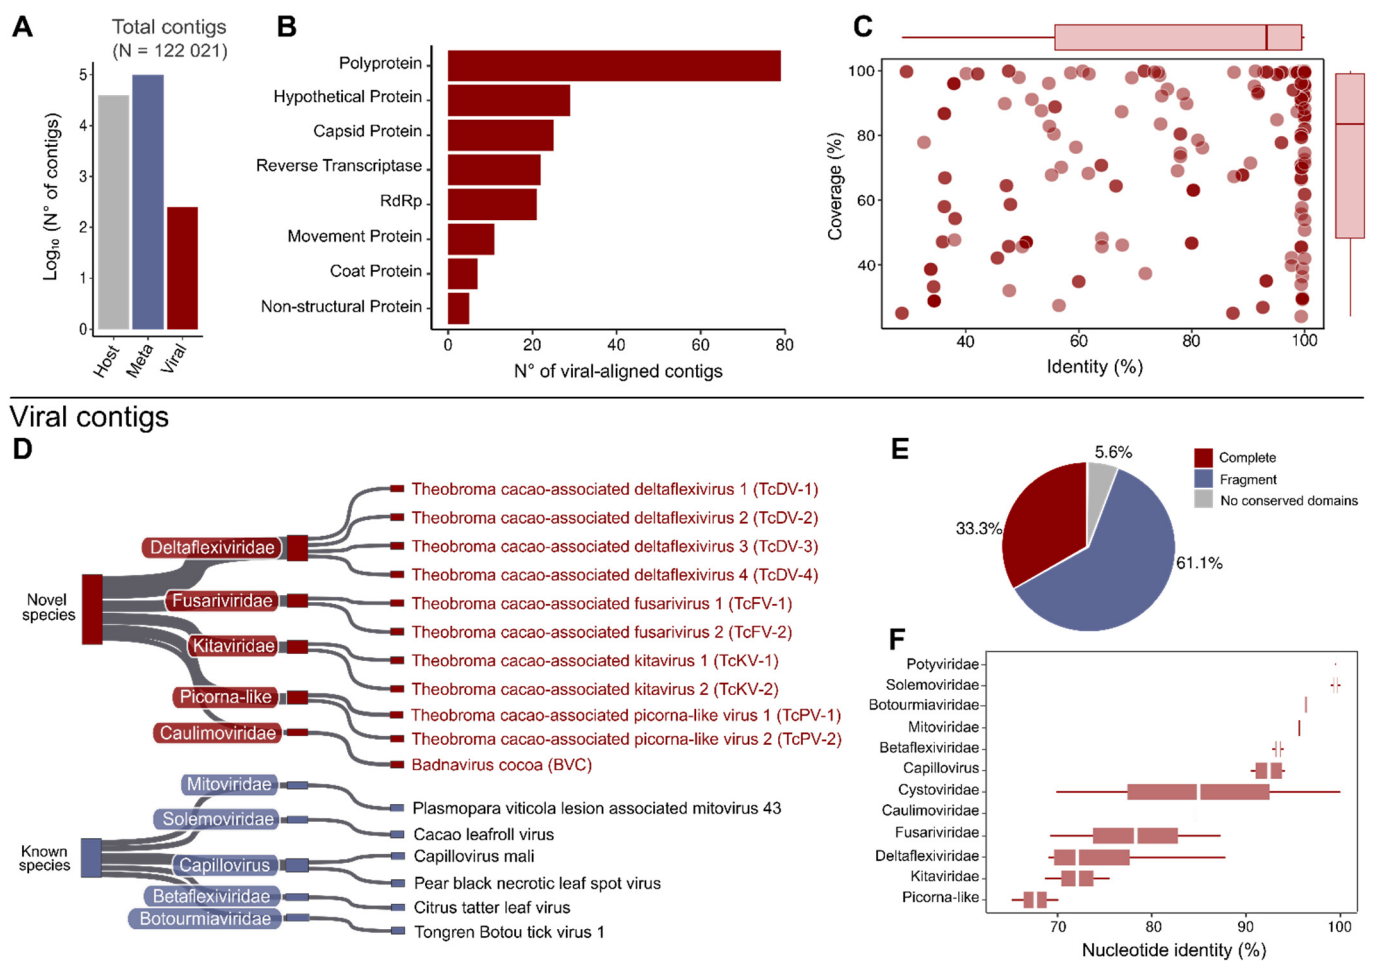 A
Total contigs
(N = 122 021)
Log₁₀ (N° of contigs)
5
4
3
2
1
0
Host
Meta
Viral
B
Polyprotein
Hypothetical Protein
Capsid Protein
Reverse Transcriptase
RdRp
Movement Protein
Coat Protein
Non-structural Protein
0
20
40
60
80
N° of viral-aligned contigs
C
Coverage (%)
100
80
60
40
40
60
80
100
Identity (%)
Viral contigs
D
Novel
species
Deltaflexiviridae
Fusariviridae
Kitaviridae
Picorna-like
Caulimoviridae
Theobroma cacao-associated deltaflexivirus 1 (TcDV-1)
Theobroma cacao-associated deltaflexivirus 2 (TcDV-2)
Theobroma cacao-associated deltaflexivirus 3 (TcDV-3)
Theobroma cacao-associated deltaflexivirus 4 (TcDV-4)
Theobroma cacao-associated fusarivirus 1 (TcFV-1)
Theobroma cacao-associated fusarivirus 2 (TcFV-2)
Theobroma cacao-associated kitavirus 1 (TcKV-1)
Theobroma cacao-associated kitavirus 2 (TcKV-2)
Theobroma cacao-associated picorna-like virus 1 (TcPV-1)
Theobroma cacao-associated picorna-like virus 2 (TcPV-2)
Badnavirus cocoa (BVC)
Known
species
Mitoviridae
Solemoviridae
Capillovirus
Betaflexiviridae
Botourmiaviridae
Plasmopara viticola lesion associated mitovirus 43
Cacao leafroll virus
Capillovirus mali
Pear black necrotic leaf spot virus
Citrus tatter leaf virus
Tongren Botou tick virus 1
E
5.6%
33.3%
61.1%
Complete
Fragment
No conserved domains
F
Potyviridae
Solemoviridae
Botourmiaviridae
Mitoviridae
Betaflexiviridae
Capillovirus
Cystoviridae
Caulimoviridae
Fusariviridae
Deltaflexiviridae
Kitaviridae
Picorna-like
70
80
90
100
Nucleotide identity (%)